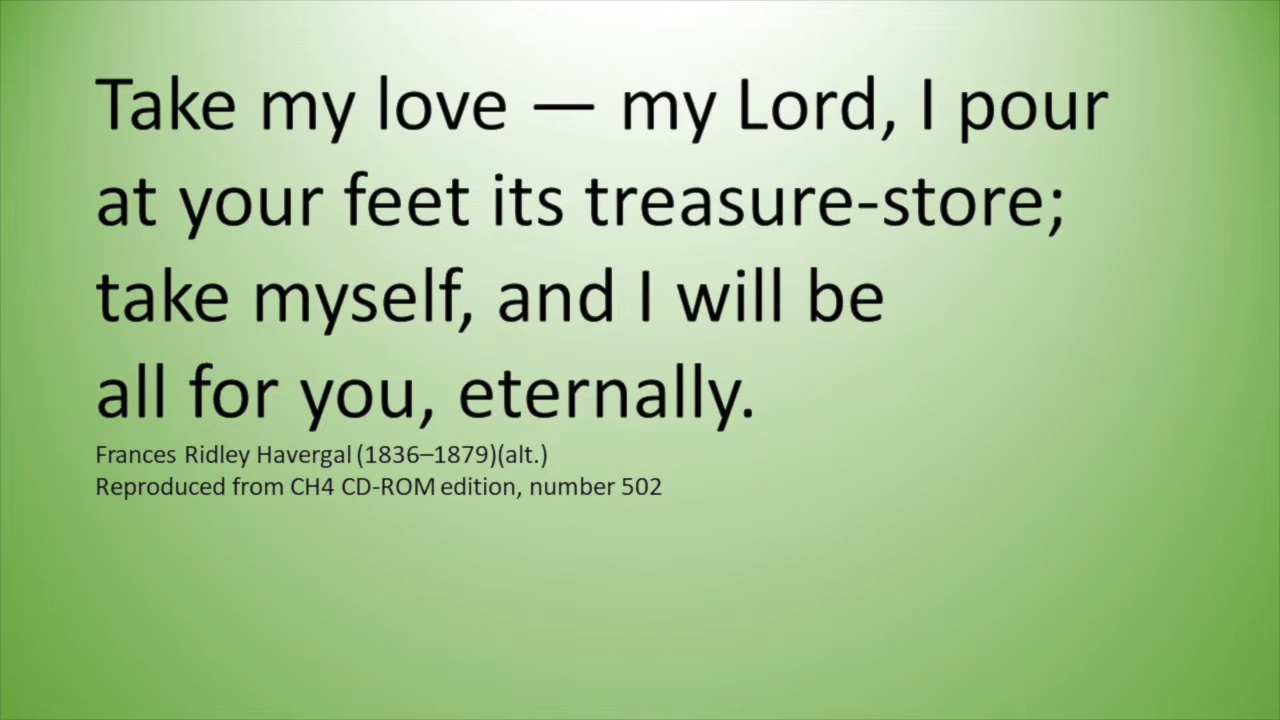 Take my love — my Lord, I pour
at your feet its treasure-store;
take myself, and I will be
all for you, eternally.
Frances Ridley Havergal (1836–1879)(alt.)
Reproduced from CH4 CD-ROM edition, number 502